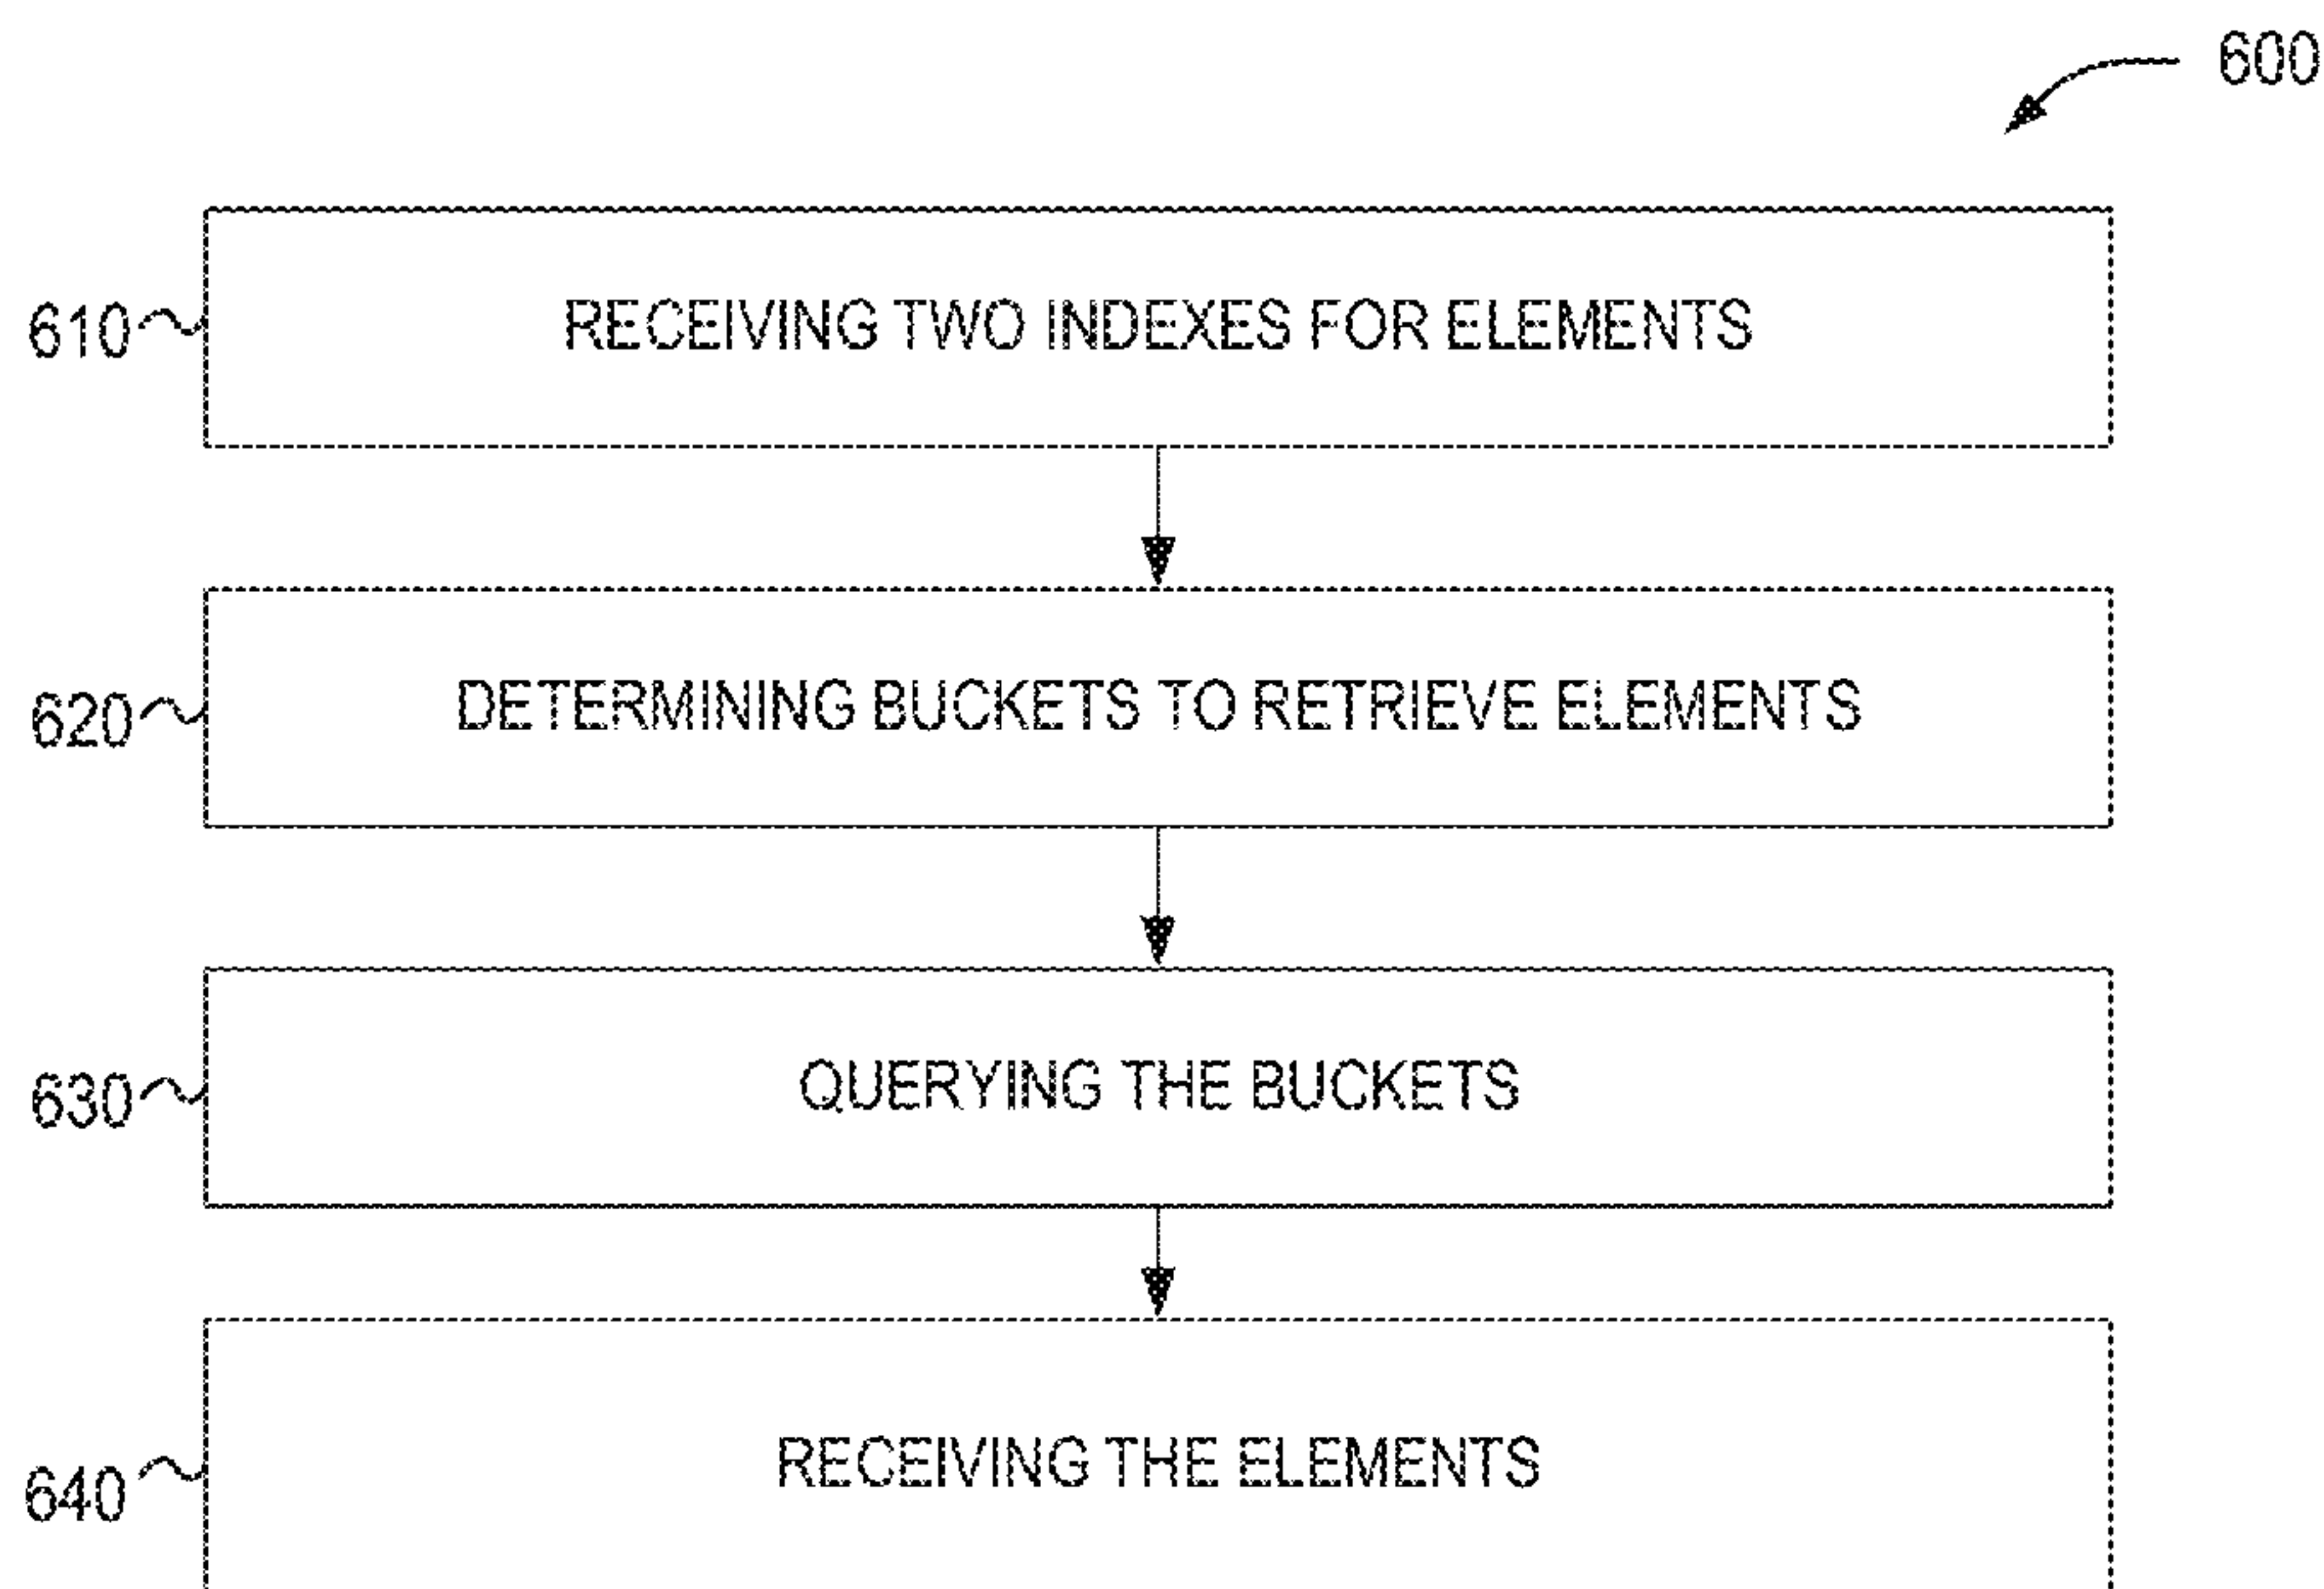 600
610 RECEIVING TWO INDEXES FOR ELEMENTS
620 DETERMINING BUCKETS TO RETRIEVE ELEMENTS
630 QUERYING THE BUCKETS
640 RECEIVING THE ELEMENTS